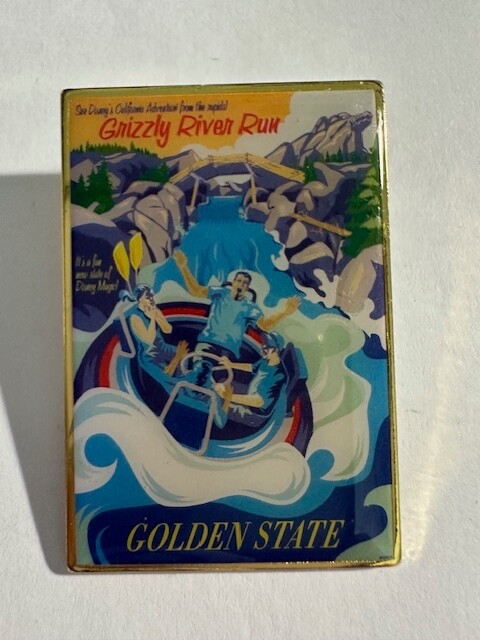 See Disney's California Adventure from the rapids!
Grizzly River Run
It's a fun
new state of
Disney Magic!
GOLDEN STATE